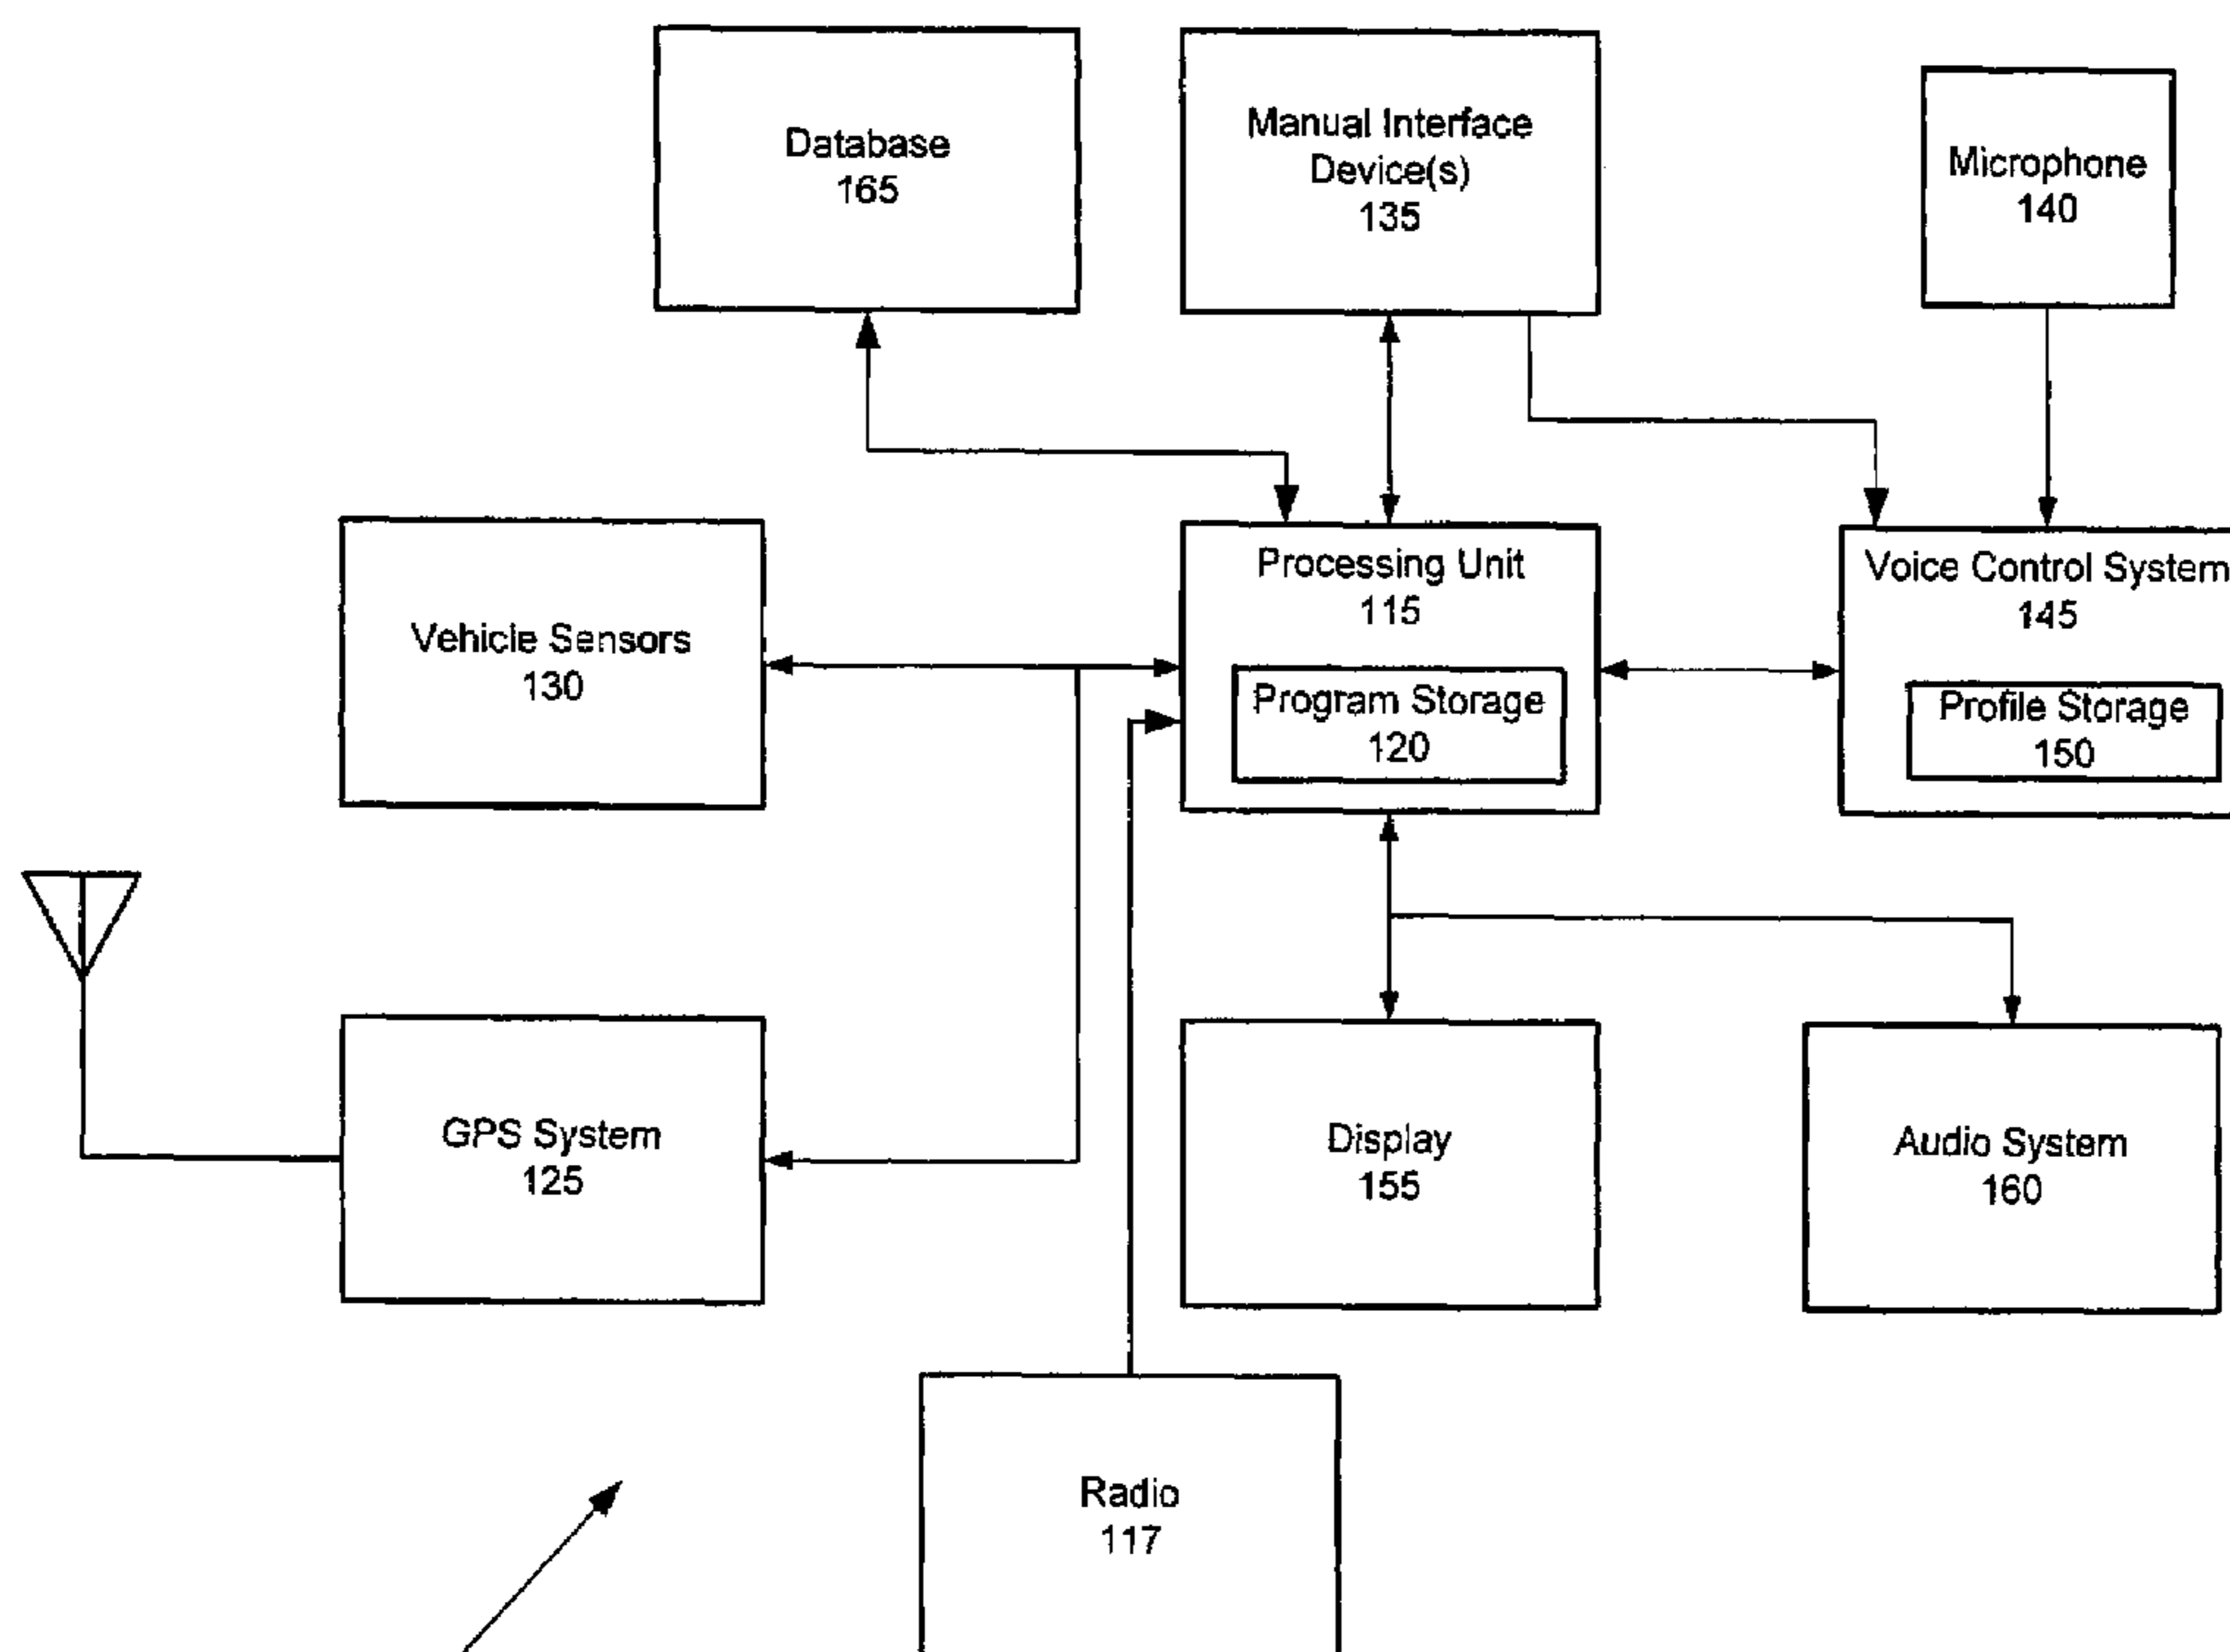 Database
165
Manual Interface
Device(s)
135
Microphone
140
Vehicle Sensors
130
Processing Unit
115
Program Storage
120
Voice Control System
145
Profile Storage
150
GPS System
125
Display
155
Audio System
160
Radio
117